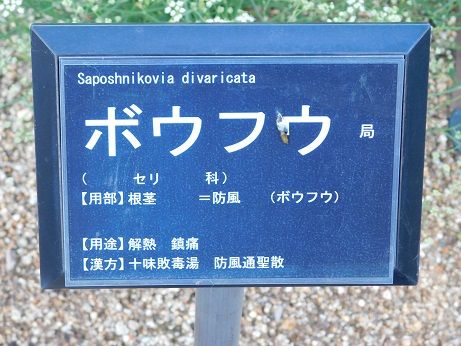 Saposhnikovia divaricata
ボウフウ 局
（ セリ 科）
【用部】根茎 ＝防風 （ボウフウ）
【用途】解熱 鎮痛
【漢方】十味敗毒湯 防風通聖散